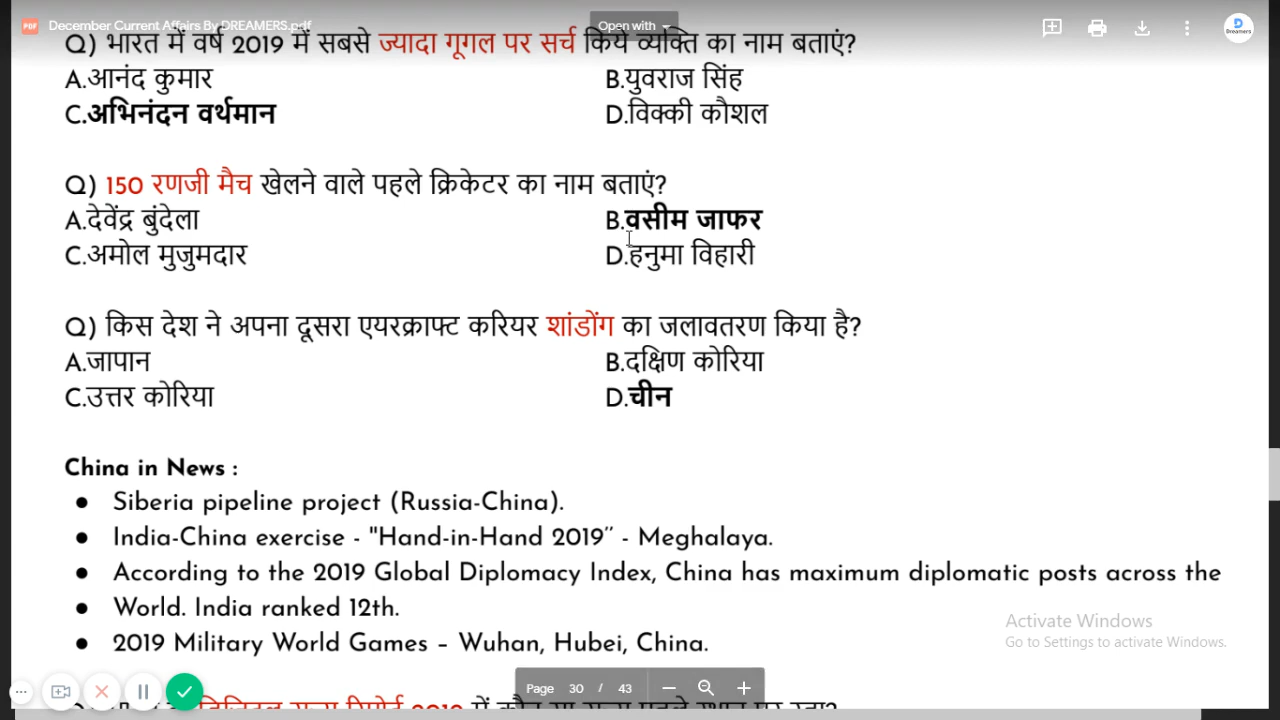 December Current Affairs By DREAMERS.pdf
Open with
Q) भारत में वर्ष 2019 में सबसे ज्यादा गूगल पर सर्च किये व्यक्ति का नाम बताएं?
A.आनंद कुमार B.युवराज सिंह
C.अभिनंदन वर्थमान D.विक्की कौशल
Q) 150 रणजी मैच खेलने वाले पहले क्रिकेटर का नाम बताएं?
A.देवेंद्र बुंदेला B.वसीम जाफर
C.अमोल मुजुमदार D.हनुमा विहारी
Q) किस देश ने अपना दूसरा एयरक्राफ्ट करियर शांडोंग का जलावतरण किया है?
A.जापान B.दक्षिण कोरिया
C.उत्तर कोरिया D.चीन
China in News :
● Siberia pipeline project (Russia-China).
● India-China exercise - "Hand-in-Hand 2019” - Meghalaya.
● According to the 2019 Global Diplomacy Index, China has maximum diplomatic posts across the
● World. India ranked 12th.
● 2019 Military World Games – Wuhan, Hubei, China.
Activate Windows
Go to Settings to activate Windows.
Page 30 / 43